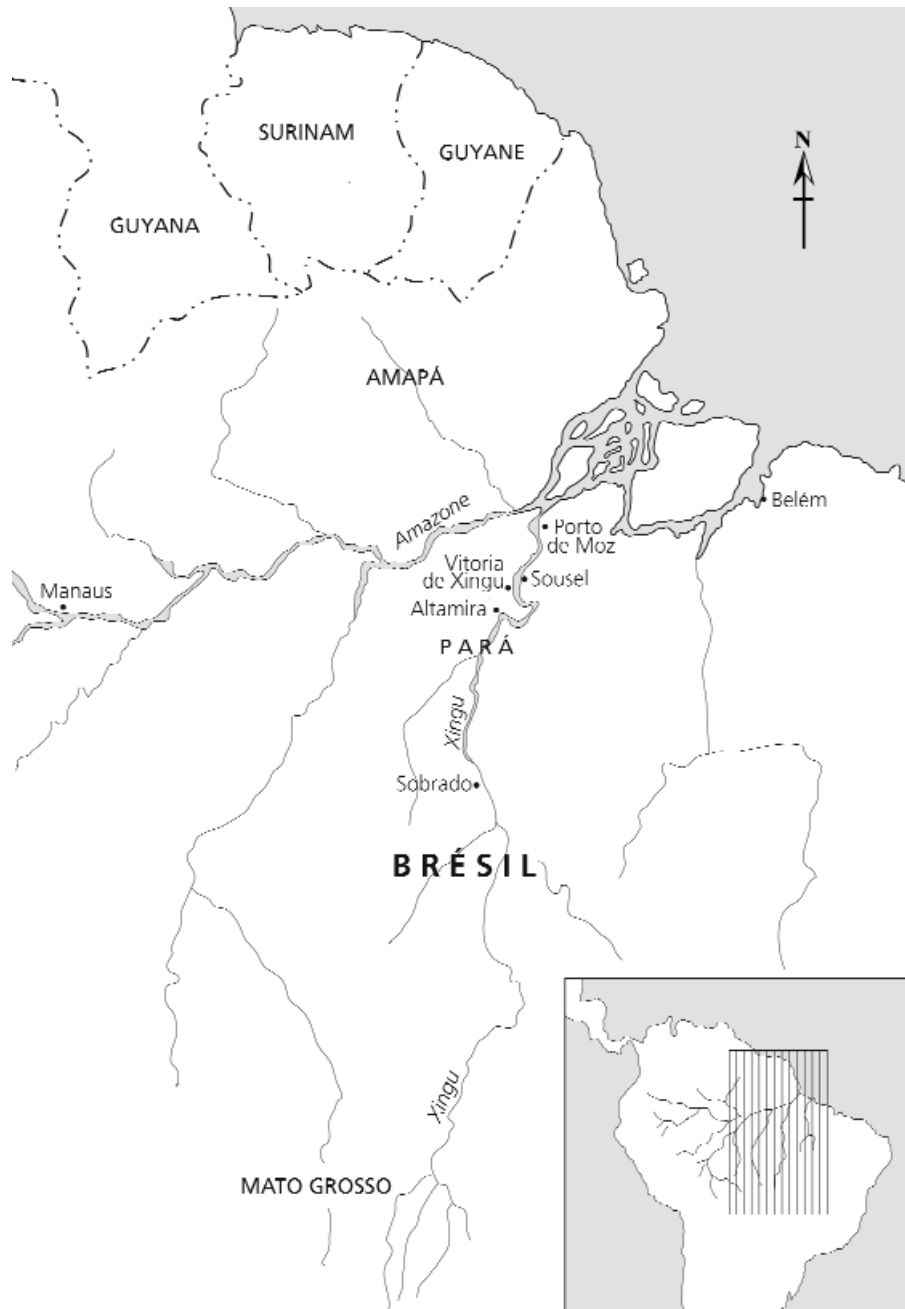 SURINAM
GUYANE
N
GUYANA
AMAPÁ
Amazone
Belém
Porto
de Moz
Vitoria
de Xingu
Sousel
Manaus
Altamira
PARÁ
Xingu
Sobrado
BRÉSIL
Xingu
MATO GROSSO